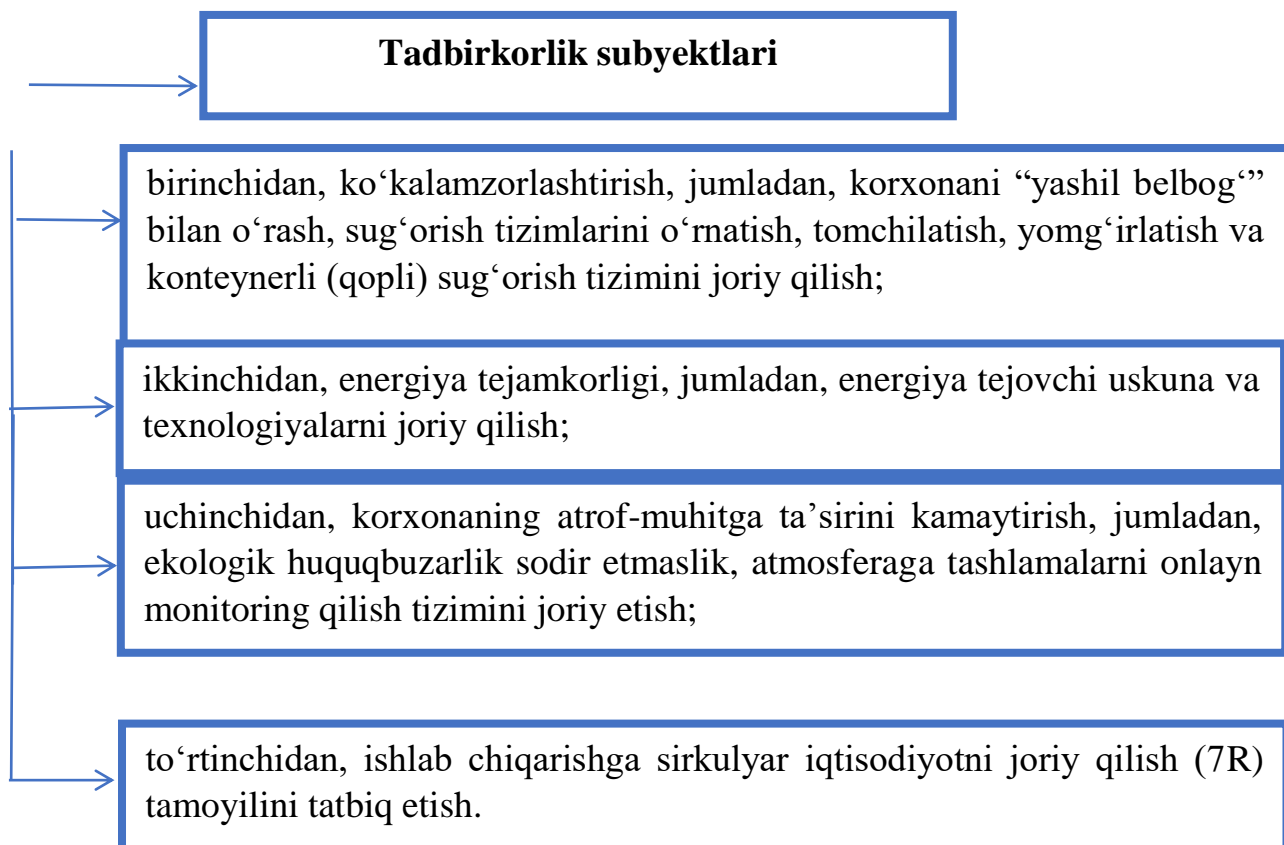 Tadbirkorlik subyektlari
birinchidan, ko‘kalamzorlashtirish, jumladan, korxonani “yashil belbog‘”
bilan o‘rash, sug‘orish tizimlarini o‘rnatish, tomchilatish, yomg‘irlatish va
konteynerli (qopli) sug‘orish tizimini joriy qilish;
ikkinchidan, energiya tejamkorligi, jumladan, energiya tejovchi uskuna va
texnologiyalarni joriy qilish;
uchinchidan, korxonaning atrof-muhitga ta’sirini kamaytirish, jumladan,
ekologik huquqbuzarlik sodir etmaslik, atmosferaga tashlamalarni onlayn
monitoring qilish tizimini joriy etish;
to‘rtinchidan, ishlab chiqarishga sirkulyar iqtisodiyotni joriy qilish (7R)
tamoyilini tatbiq etish.